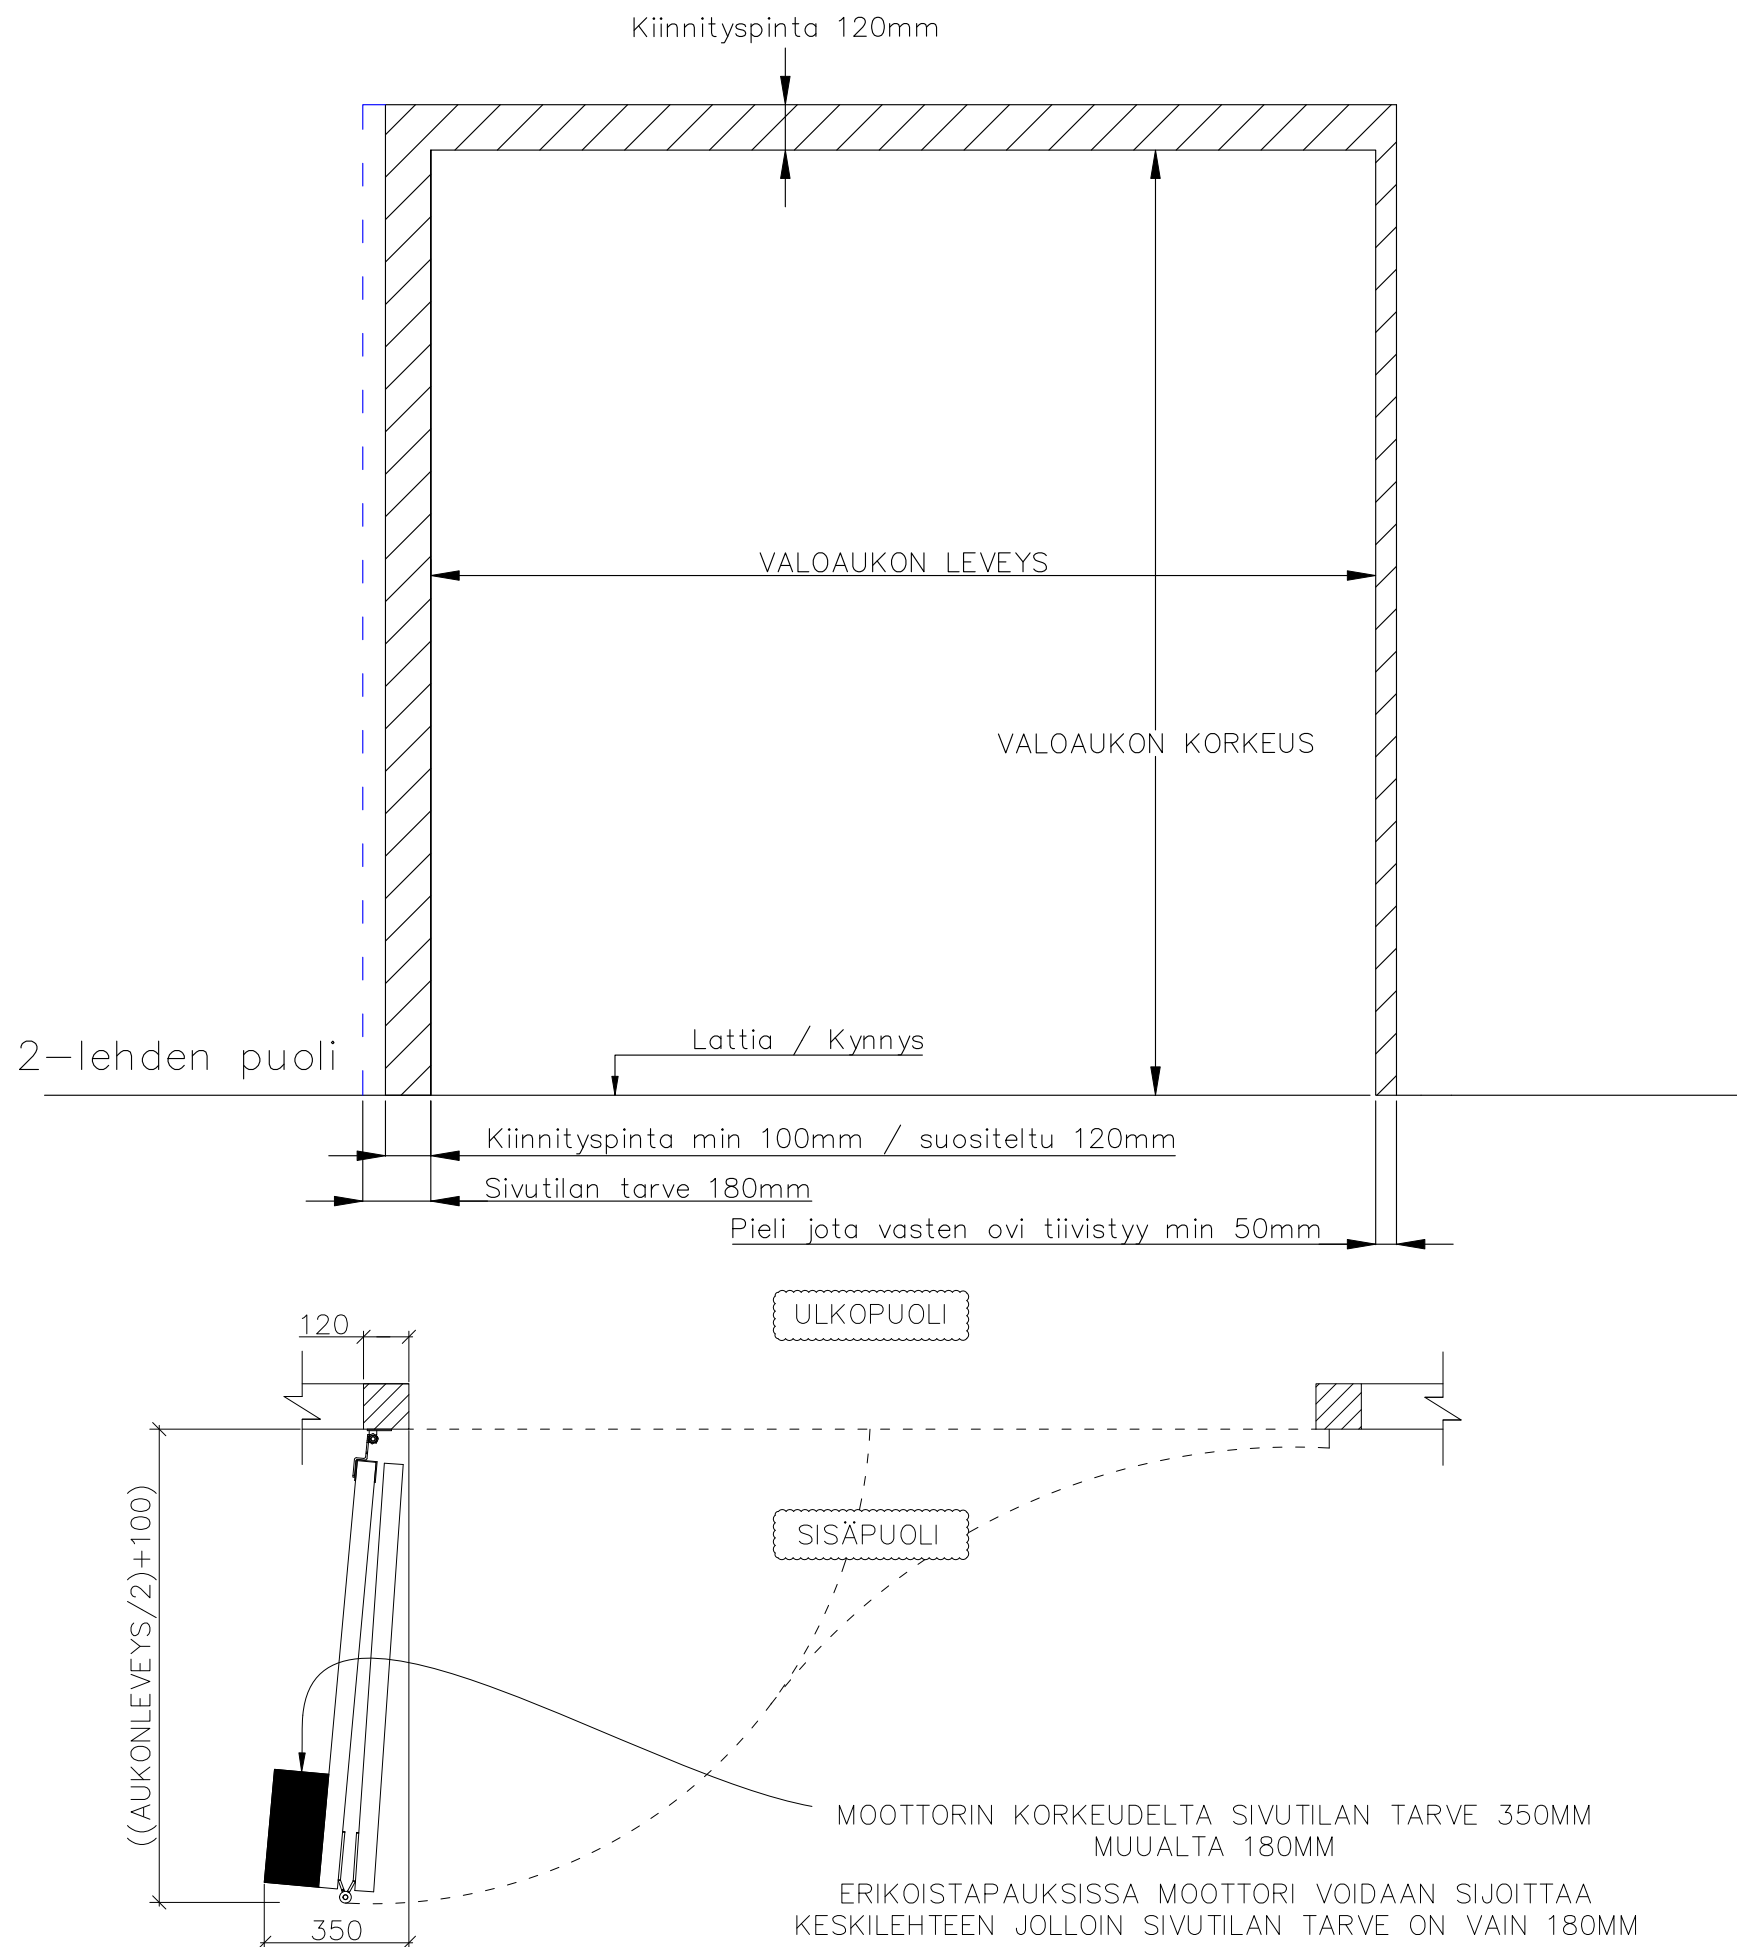 Kiinnityspinta 120mm
VALOAUKON LEVEYS
VALOAUKON KORKEUS
Lattia / Kynnys
2-lehden puoli
Kiinnityspinta min 100mm / suositeltu 120mm
Sivutilan tarve 180mm
Pieli jota vasten ovi tiivistyy min 50mm
ULKOPUOLI
120
SISÄPUOLI
((AUKONLEVEYS/2)+100)
MOOTTORIN KORKEUDELTA SIVUTILAN TARVE 350MM
MUUALTA 180MM
ERIKOISTAPAUKSISSA MOOTTORI VOIDAAN SIJOITTAA
KESKILEHTEEN JOLLOIN SIVUTILAN TARVE ON VAIN 180MM
350